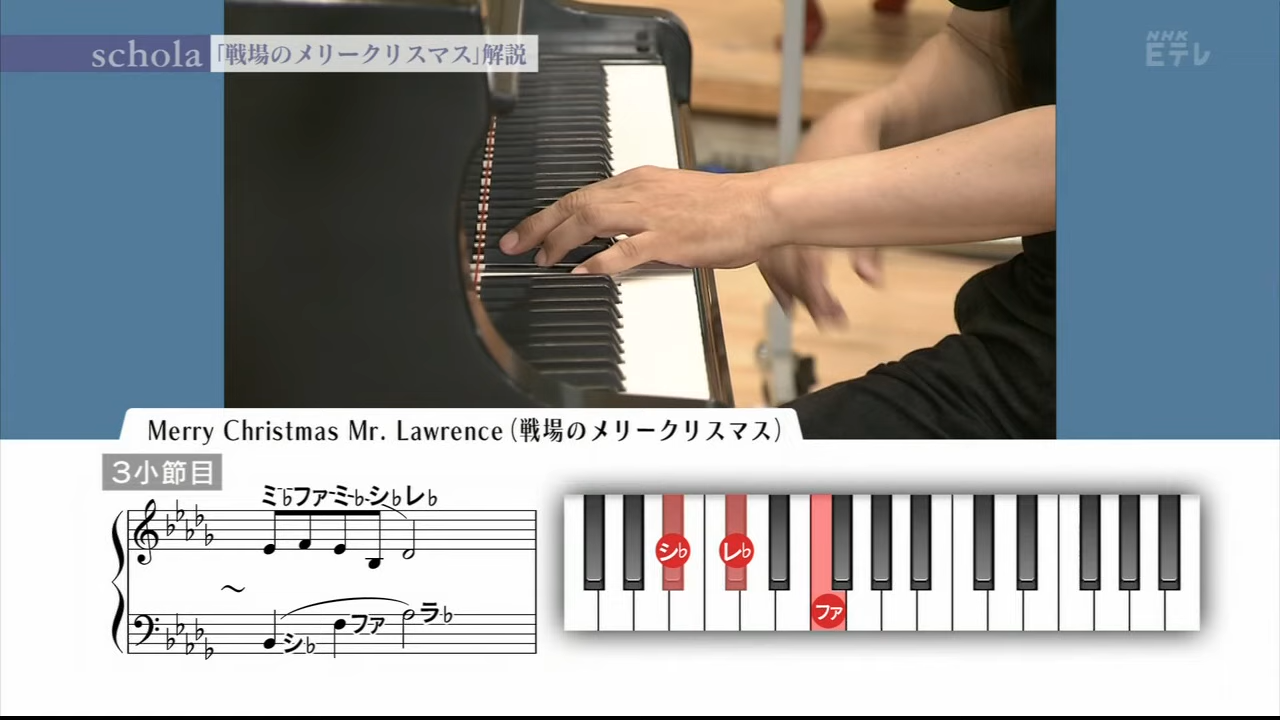 schola 「戦場のメリークリスマス」解説
NHK
Eテレ
Merry Christmas Mr. Lawrence (戦場のメリークリスマス)
3小節目
ミ♭ファミ♭シ♭レ♭
シ♭ ファ ラ♭
シ♭ レ♭
ファ